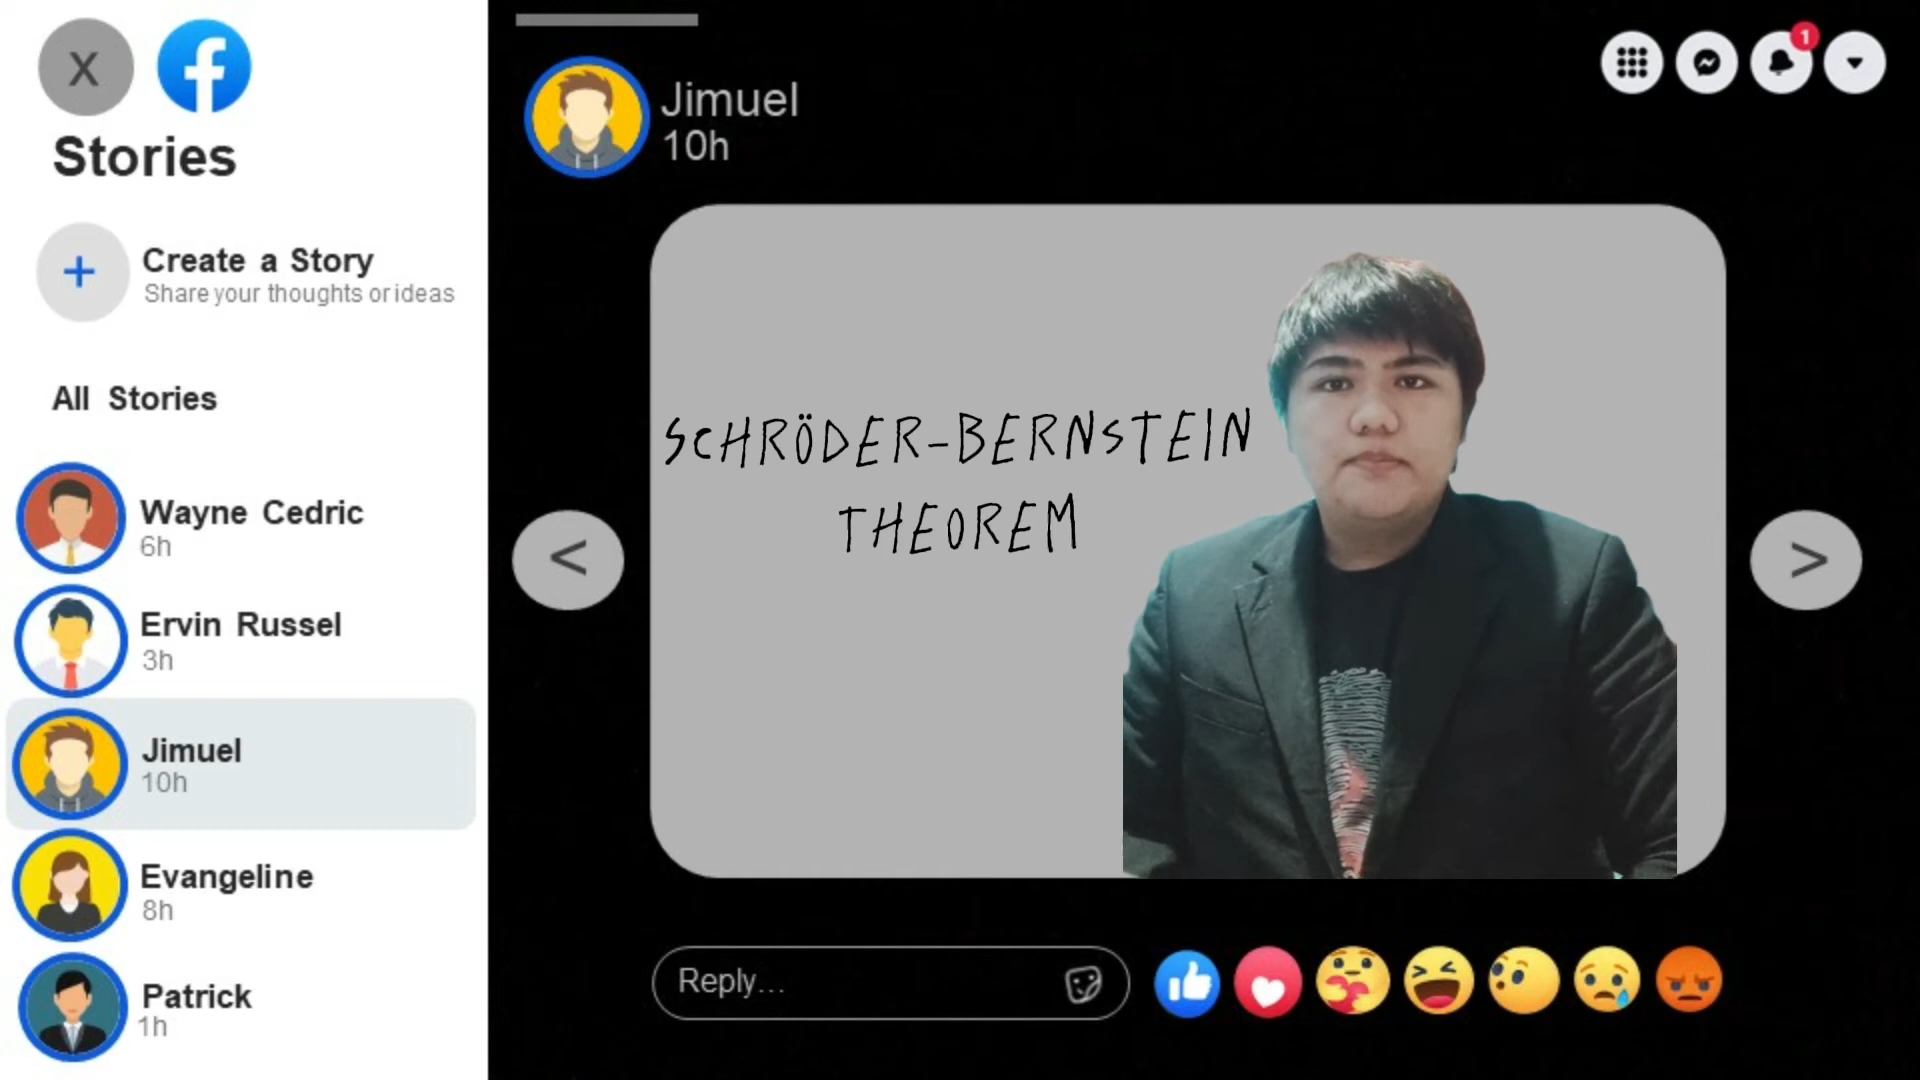 X
f
Stories
+
Create a Story
Share your thoughts or ideas
All Stories
Wayne Cedric
6h
Ervin Russel
3h
Jimuel
10h
Evangeline
8h
Patrick
1h
Jimuel
10h
1
SCHRÖDER-BERNSTEIN
THEOREM
<
>
Reply...